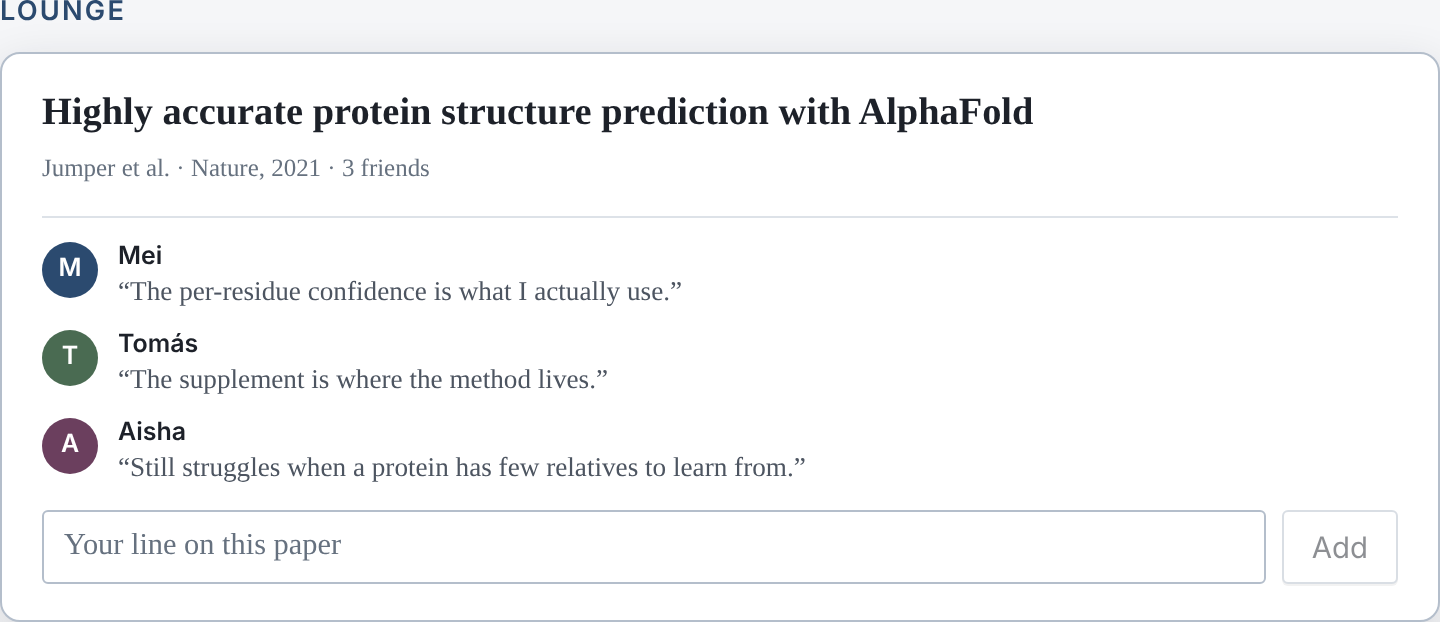 LOUNGE
Highly accurate protein structure prediction with AlphaFold
Jumper et al. · Nature, 2021 · 3 friends
M
Mei
“The per-residue confidence is what I actually use.”
T
Tomás
“The supplement is where the method lives.”
A
Aisha
“Still struggles when a protein has few relatives to learn from.”
Your line on this paper
Add